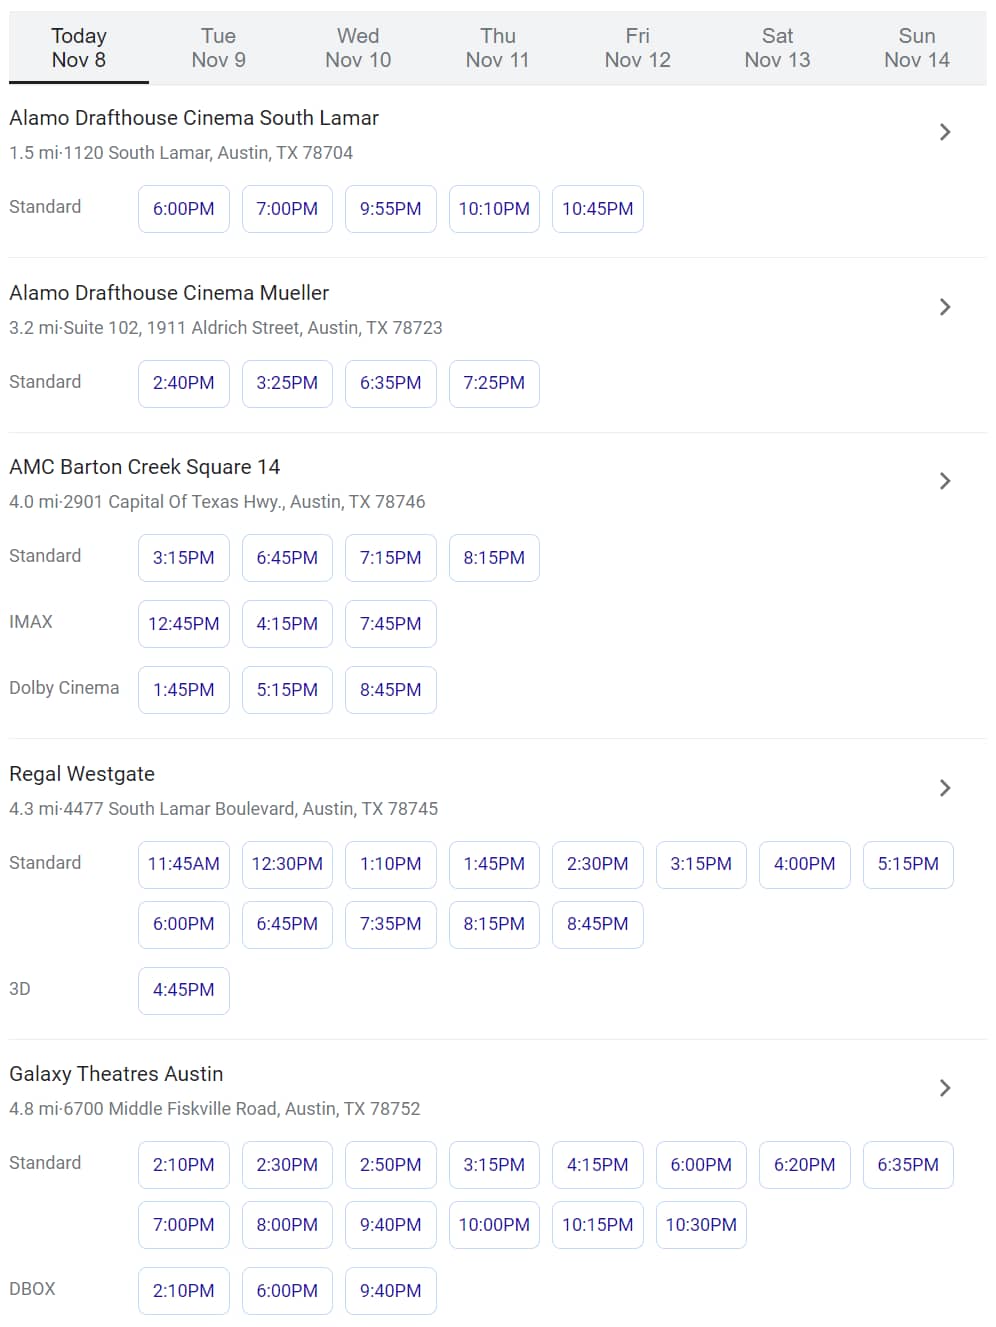 Today Tue Wed Thu Fri Sat Sun
Nov 8 Nov 9 Nov 10 Nov 11 Nov 12 Nov 13 Nov 14
Alamo Drafthouse Cinema South Lamar
1.5 mi·1120 South Lamar, Austin, TX 78704
Standard 6:00PM 7:00PM 9:55PM 10:10PM 10:45PM
Alamo Drafthouse Cinema Mueller
3.2 mi·Suite 102, 1911 Aldrich Street, Austin, TX 78723
Standard 2:40PM 3:25PM 6:35PM 7:25PM
AMC Barton Creek Square 14
4.0 mi·2901 Capital Of Texas Hwy., Austin, TX 78746
Standard 3:15PM 6:45PM 7:15PM 8:15PM
IMAX 12:45PM 4:15PM 7:45PM
Dolby Cinema 1:45PM 5:15PM 8:45PM
Regal Westgate
4.3 mi·4477 South Lamar Boulevard, Austin, TX 78745
Standard 11:45AM 12:30PM 1:10PM 1:45PM 2:30PM 3:15PM 4:00PM 5:15PM
6:00PM 6:45PM 7:35PM 8:15PM 8:45PM
3D 4:45PM
Galaxy Theatres Austin
4.8 mi·6700 Middle Fiskville Road, Austin, TX 78752
Standard 2:10PM 2:30PM 2:50PM 3:15PM 4:15PM 6:00PM 6:20PM 6:35PM
7:00PM 8:00PM 9:40PM 10:00PM 10:15PM 10:30PM
DBOX 2:10PM 6:00PM 9:40PM